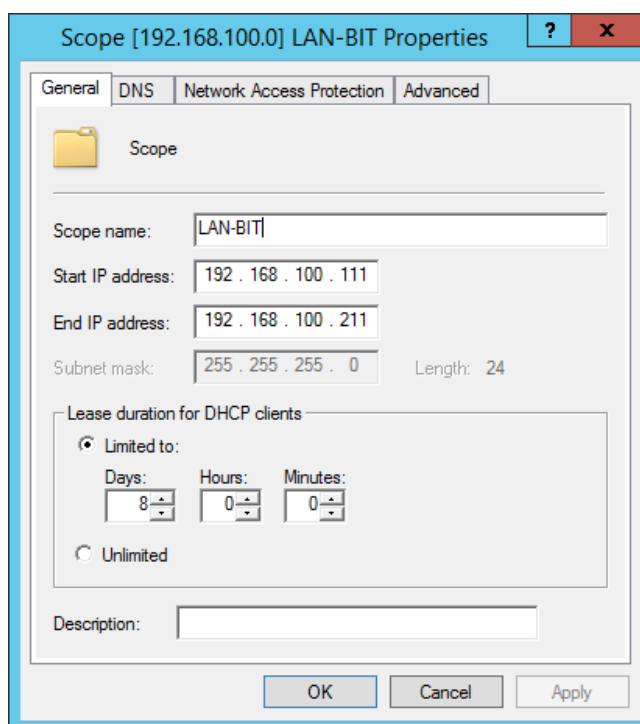 Scope [192.168.100.0] LAN-BIT Properties ? x
General DNS Network Access Protection Advanced
Scope
Scope name: LAN-BIT
Start IP address: 192 . 168 . 100 . 111
End IP address: 192 . 168 . 100 . 211
Subnet mask: 255 . 255 . 255 . 0 Length: 24
Lease duration for DHCP clients
Limited to:
Days: Hours: Minutes:
8 0 0
Unlimited
Description:
OK Cancel Apply